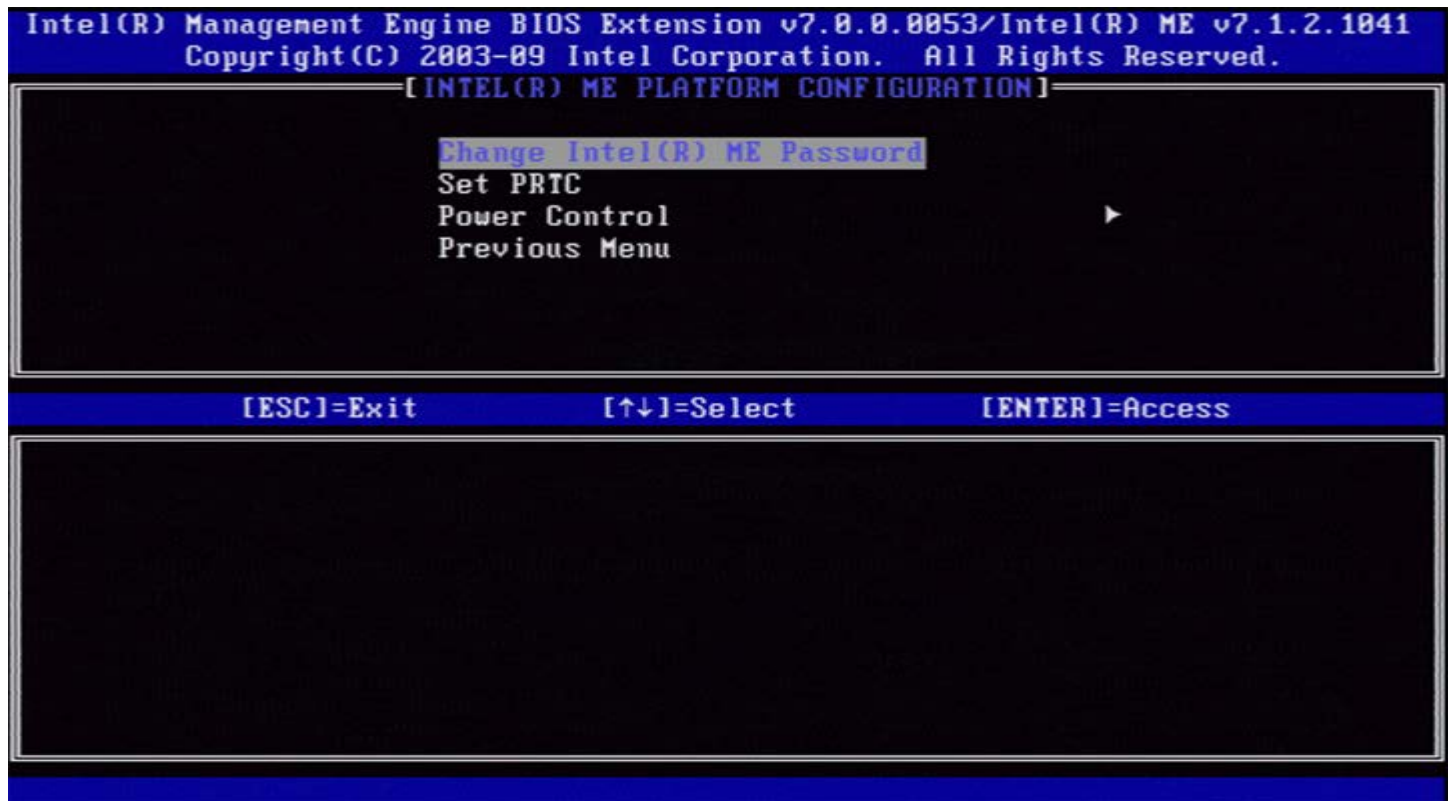 Intel(R) Management Engine BIOS Extension v7.0.0.0053/Intel(R) ME v7.1.2.1041
Copyright(C) 2003-09 Intel Corporation. All Rights Reserved.
[INTEL(R) ME PLATFORM CONFIGURATION]
Change Intel(R) ME Password
Set PRTC
Power Control ►
Previous Menu
[ESC]=Exit [↑↓]=Select [ENTER]=Access